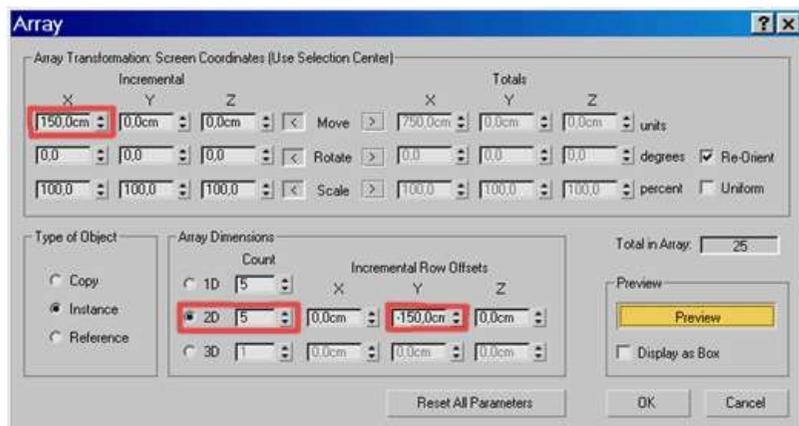 Array
Array Transformation: Screen Coordinates (Use Selection Center)
Incremental Totals
X Y Z X Y Z
150,0cm 0,0cm 0,0cm < Move > 750,0cm 0,0cm 0,0cm units
0,0 0,0 0,0 < Rotate > 0,0 0,0 0,0 degrees Re-Orient
100,0 100,0 100,0 < Scale > 100,0 100,0 100,0 percent Uniform
Type of Object Array Dimensions Total in Array: 25
Count Incremental Row Offsets
Copy 1D 5 X Y Z Preview
Instance 2D 5 0,0cm -150,0cm 0,0cm Preview
Reference 3D 1 0,0cm 0,0cm 0,0cm Display as Box
Reset All Parameters OK Cancel